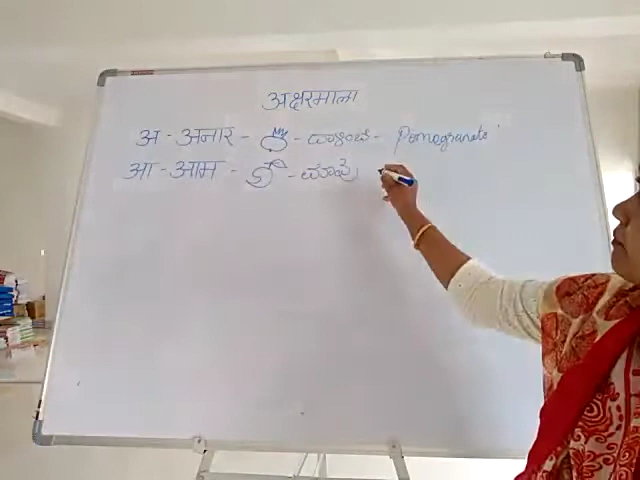 अक्षरमाला
अ - अनार - - ದಾಳಿಂಬೆ - Pomegranate
आ - आम - - ಮಾವು